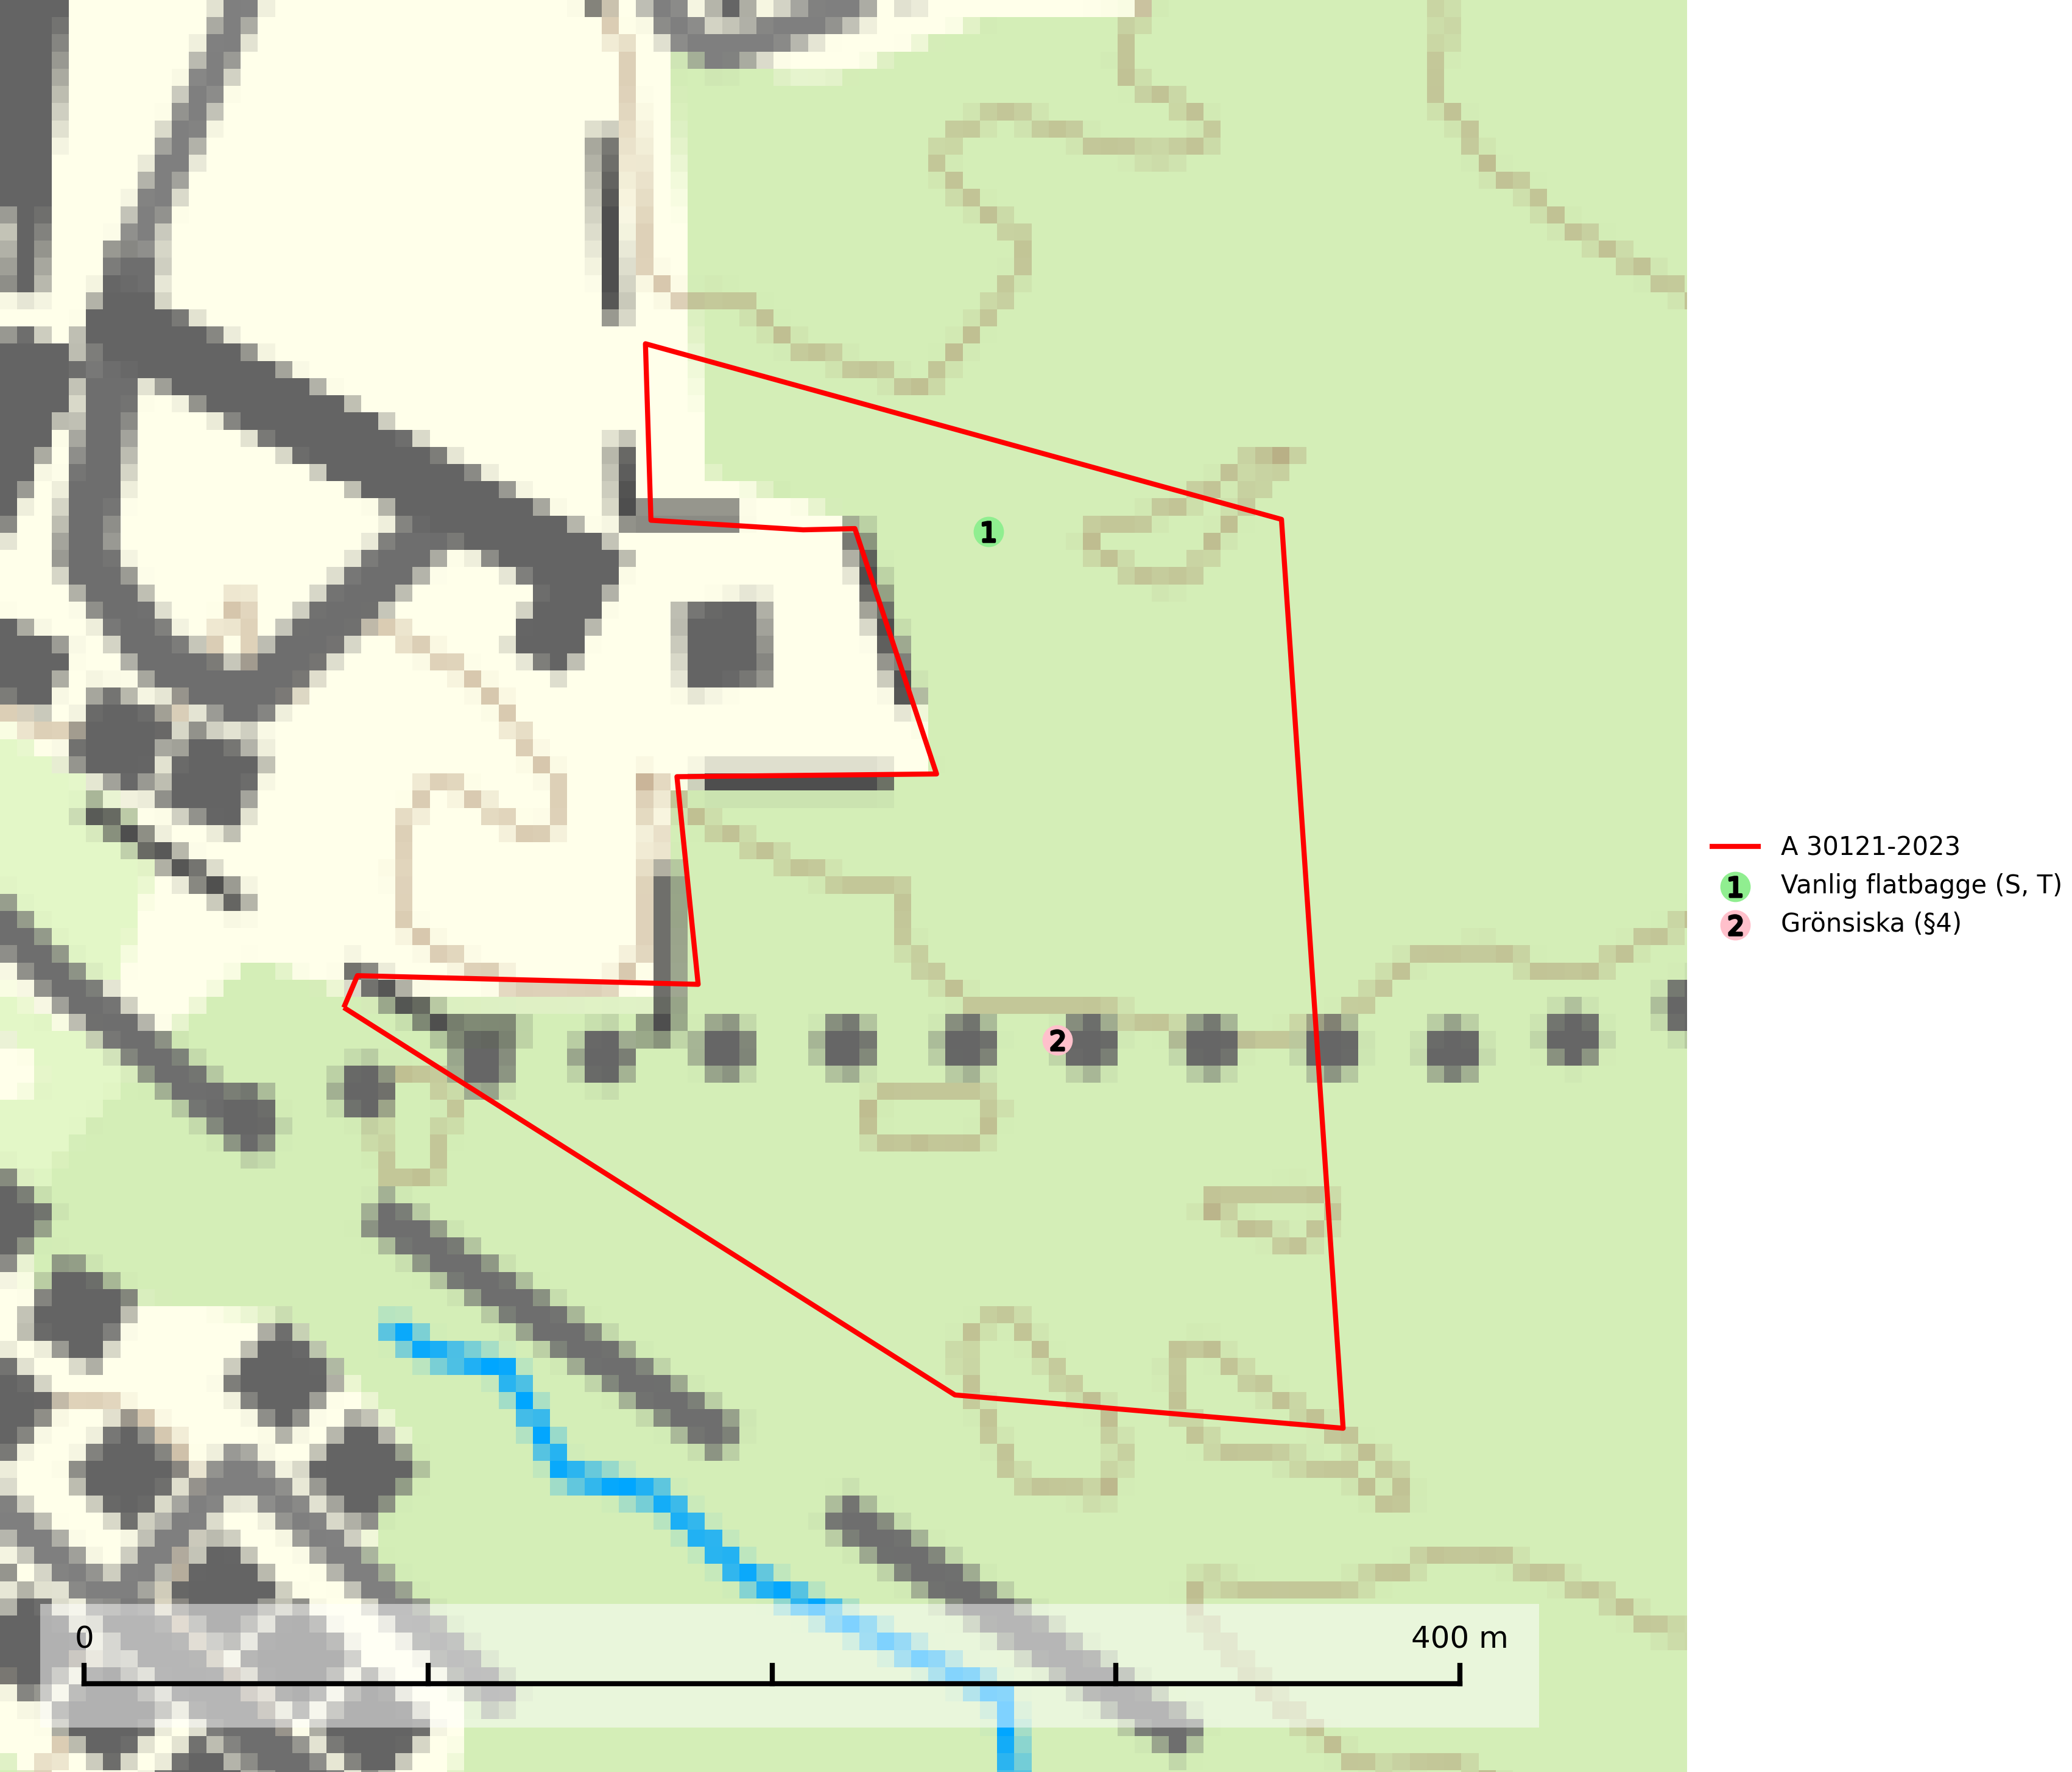 1
2
A 30121-2023
1 Vanlig flatbagge (S, T)
2 Grönsiska (§4)
0 400 m